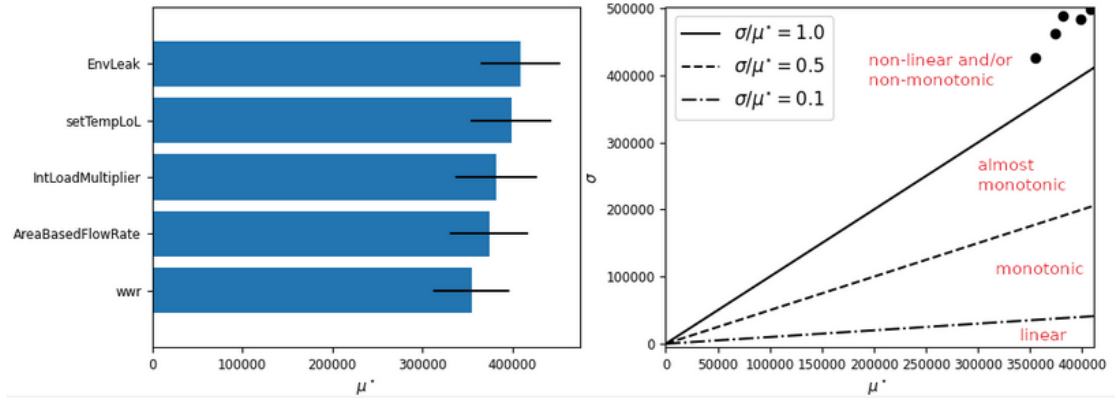 EnvLeak
setTempLoL
IntLoadMultiplier
AreaBasedFlowRate
wwr
0
100000
200000
300000
400000
μ*
σ/μ* = 1.0
σ/μ* = 0.5
σ/μ* = 0.1
non-linear and/or
non-monotonic
almost
monotonic
monotonic
linear
500000
400000
300000
200000
100000
0
σ
0
50000
100000
150000
200000
250000
300000
350000
400000
μ*